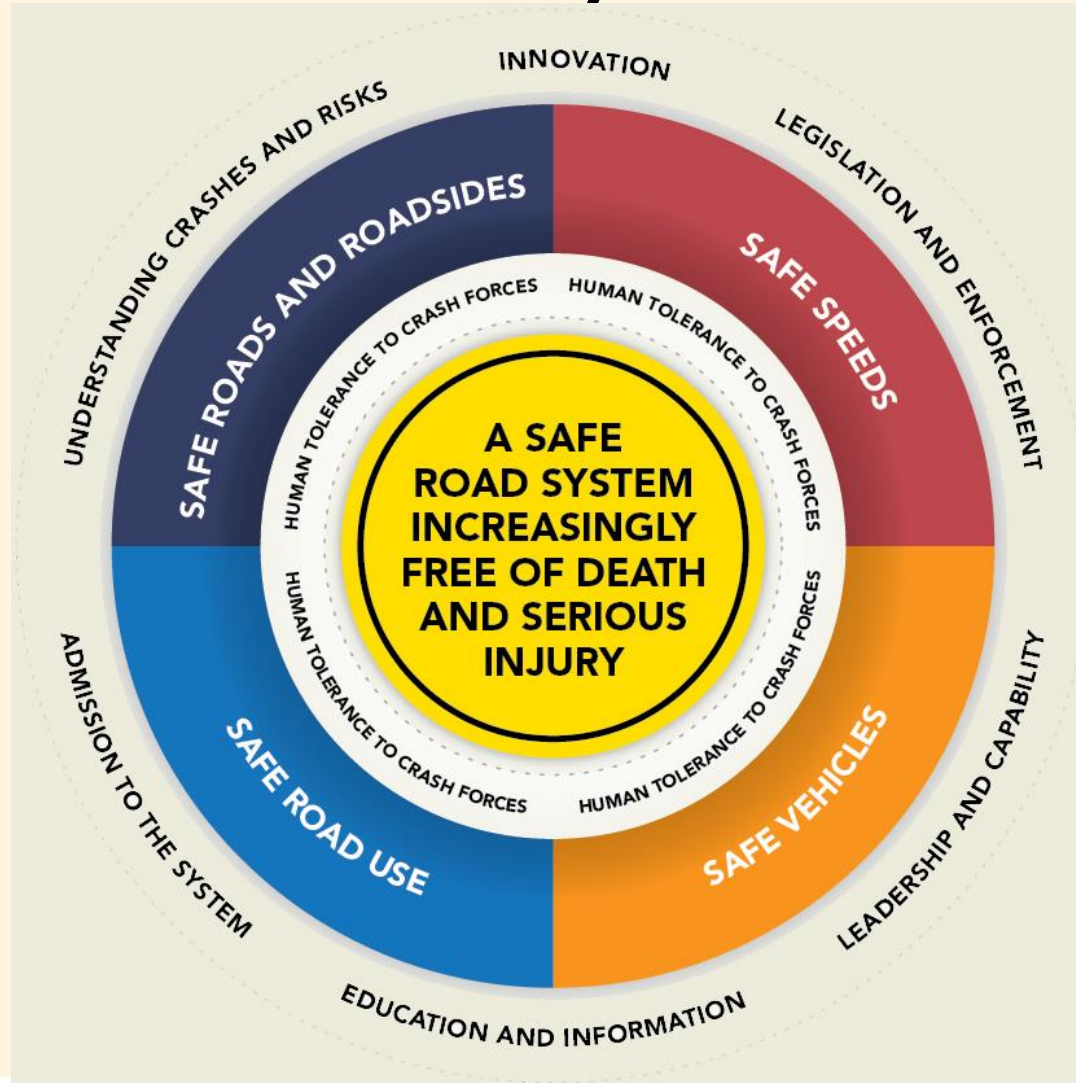 INNOVATION
LEGISLATION AND ENFORCEMENT
LEADERSHIP AND CAPABILITY
EDUCATION AND INFORMATION
ADMISSION TO THE SYSTEM
UNDERSTANDING CRASHES AND RISKS
SAFE ROADS AND ROADSIDES
SAFE SPEEDS
SAFE VEHICLES
SAFE ROAD USE
HUMAN TOLERANCE TO CRASH FORCES
HUMAN TOLERANCE TO CRASH FORCES
HUMAN TOLERANCE TO CRASH FORCES
HUMAN TOLERANCE TO CRASH FORCES
A SAFE
ROAD SYSTEM
INCREASINGLY
FREE OF DEATH
AND SERIOUS
INJURY